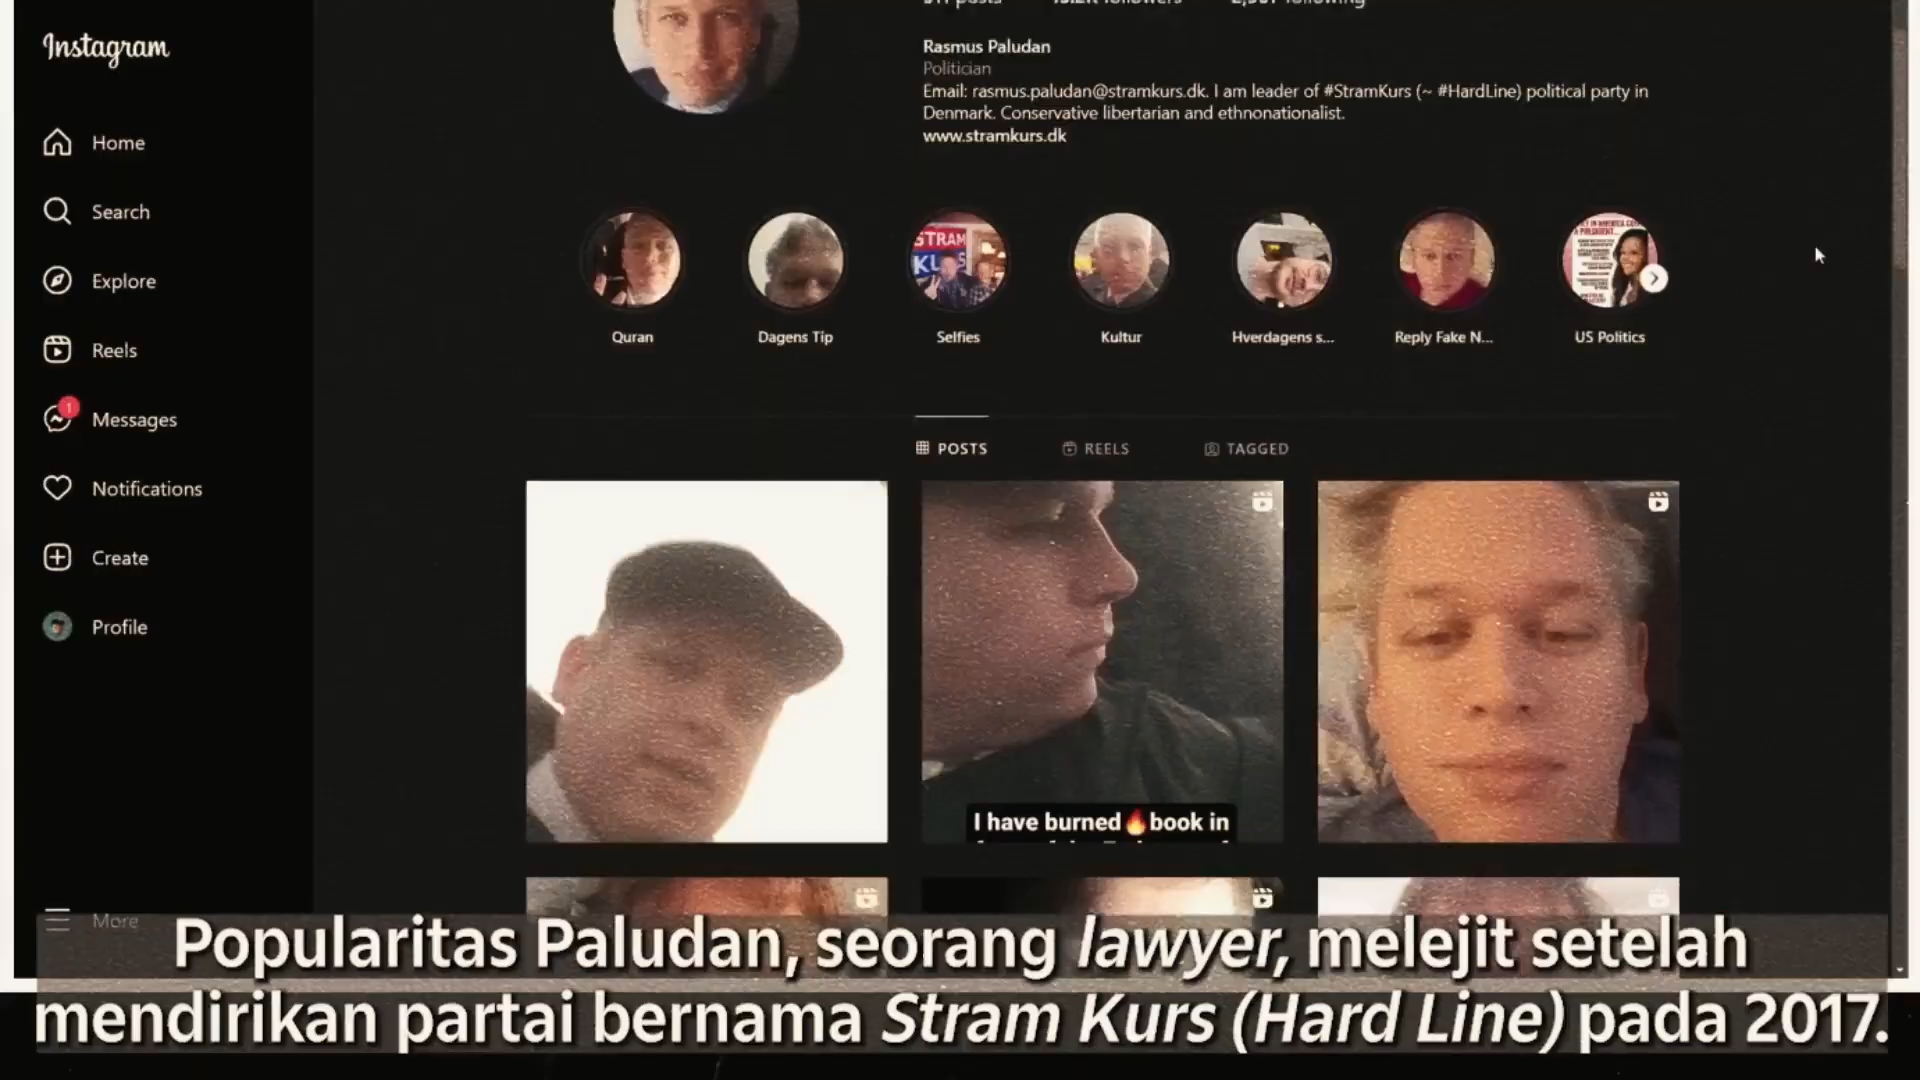 Instagram
Home
Search
Explore
Reels
1
Messages
Notifications
Create
Profile
More
Rasmus Paludan
Politician
Email: rasmus.paludan@stramkurs.dk. I am leader of #StramKurs (~ #HardLine) political party in
Denmark. Conservative libertarian and ethnonationalist.
www.stramkurs.dk
STRAM
Quran
Dagens Tip
Selfies
Kultur
Hverdagens s...
Reply Fake N...
US Politics
POSTS
REELS
TAGGED
I have burned🔥book in
Popularitas Paludan, seorang lawyer, melejit setelah
mendirikan partai bernama Stram Kurs (Hard Line) pada 2017.